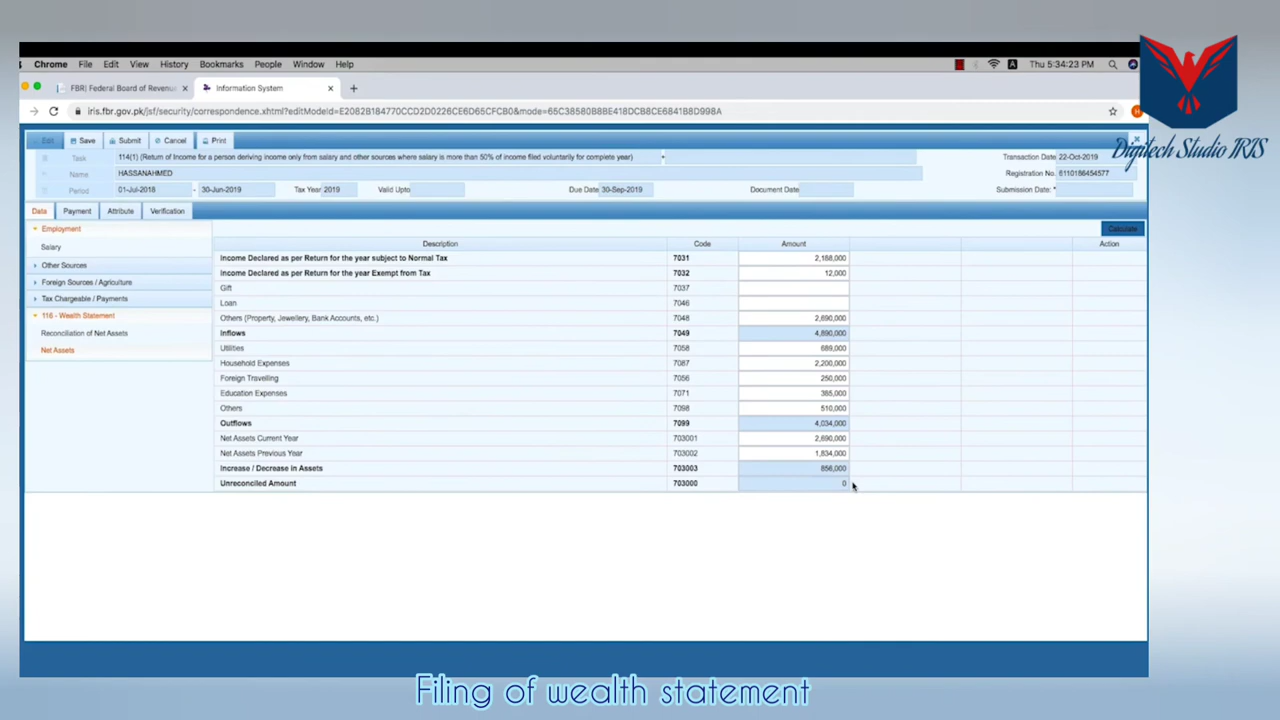 Chrome File Edit View History Bookmarks People Window Help Thu 5:34:23 PM
FBR| Federal Board of Revenu × Information System × +
iris.fbr.gov.pk/jsf/security/correspondence.xhtml?editModeId=E2082B184770CCD2D0226CE6D65CFCB0&mode=65C38580B8BE418DCB8CE6841B8D998A
Edit Save Submit Cancel Print
Digitech Studio IRIS
Task 114(1) (Return of Income for a person deriving income only from salary and other sources where salary is more than 50% of income filed voluntarily for complete year) Transaction Date 22-Oct-2019
Name HASSANAHMED Registration No. 6110186454577
Period 01-Jul-2018 - 30-Jun-2019 Tax Year 2019 Valid Upto Due Date 30-Sep-2019 Document Date Submission Date: *
Data Payment Attribute Verification
Employment
Salary
Other Sources
Foreign Sources / Agriculture
Tax Chargeable / Payments
116 - Wealth Statement
Reconciliation of Net Assets
Net Assets
Calculate
Description Code Amount Action
Income Declared as per Return for the year subject to Normal Tax 7031 2,188,000
Income Declared as per Return for the year Exempt from Tax 7032 12,000
Gift 7037
Loan 7046
Others (Property, Jewellery, Bank Accounts, etc.) 7048 2,690,000
Inflows 7049 4,890,000
Utilities 7058 689,000
Household Expenses 7087 2,200,000
Foreign Travelling 7056 250,000
Education Expenses 7071 385,000
Others 7098 510,000
Outflows 7099 4,034,000
Net Assets Current Year 703001 2,690,000
Net Assets Previous Year 703002 1,834,000
Increase / Decrease in Assets 703003 856,000
Unreconciled Amount 703000 0
Filing of wealth statement